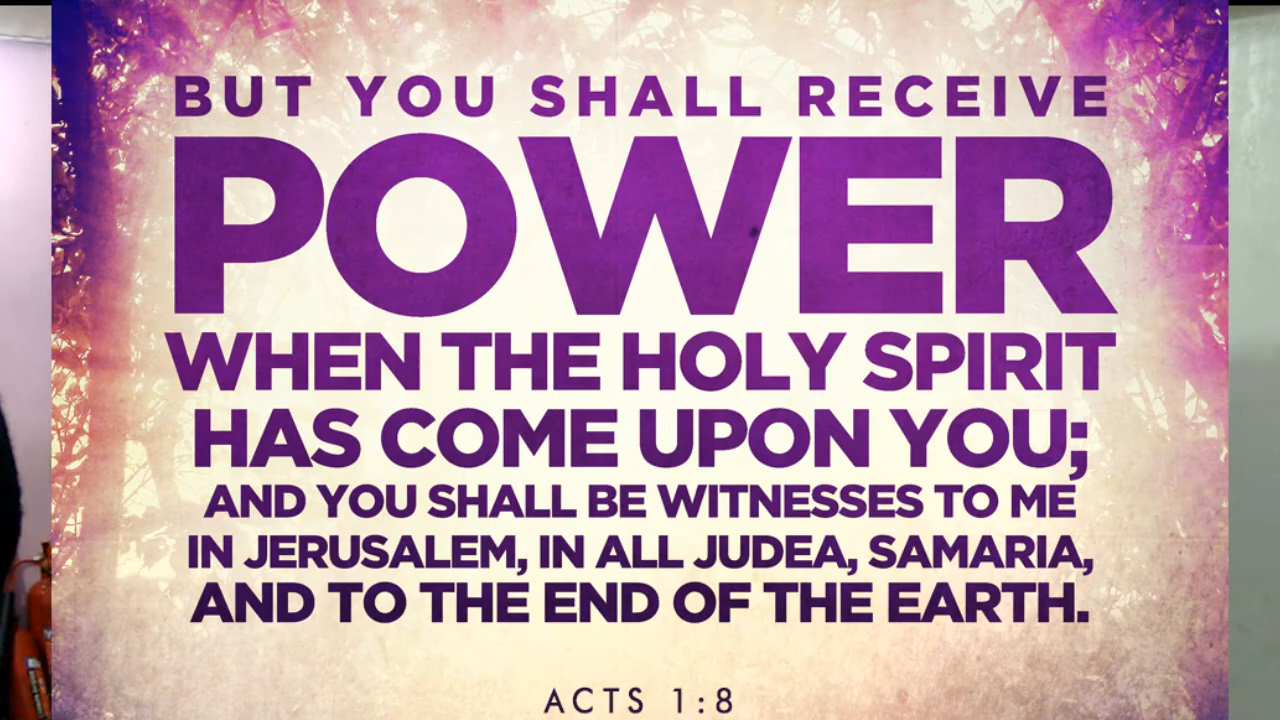 BUT YOU SHALL RECEIVE
POWER
WHEN THE HOLY SPIRIT
HAS COME UPON YOU;
AND YOU SHALL BE WITNESSES TO ME
IN JERUSALEM, IN ALL JUDEA, SAMARIA,
AND TO THE END OF THE EARTH.
ACTS 1:8